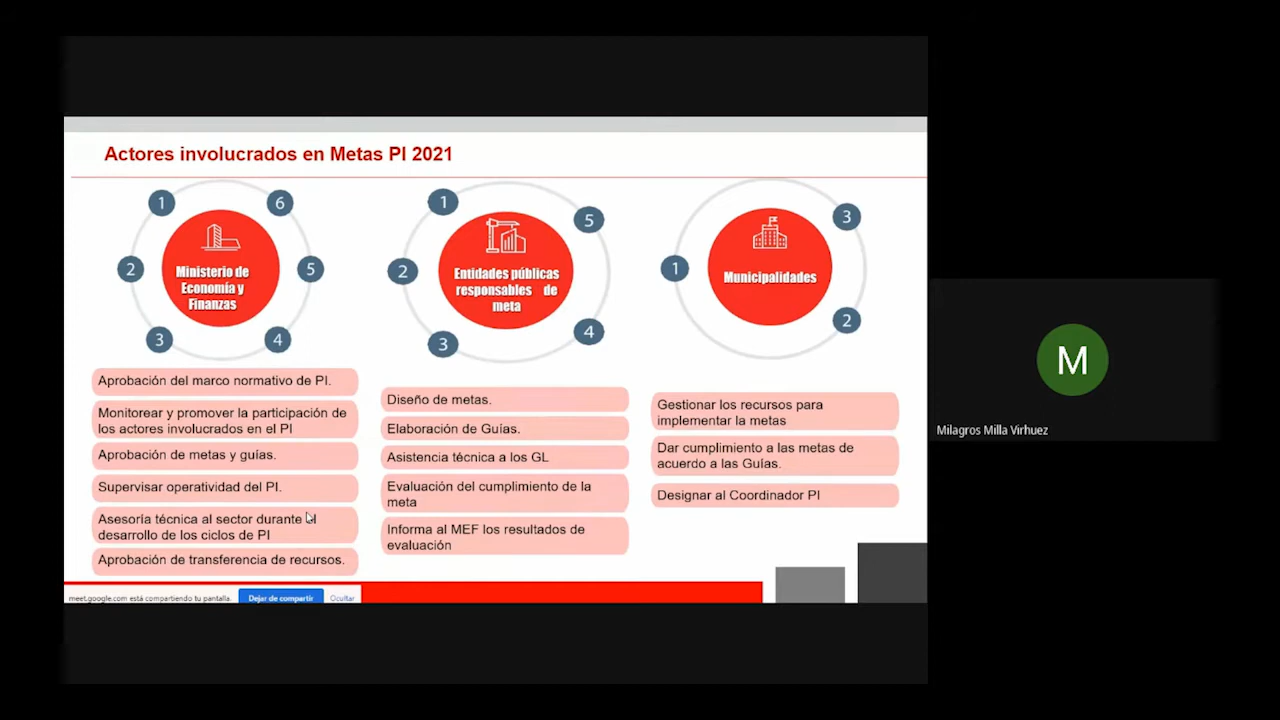 Actores involucrados en Metas PI 2021
1
6
2
5
3
4
Ministerio de
Economía y
Finanzas
Aprobación del marco normativo de PI.
Monitorear y promover la participación de
los actores involucrados en el PI
Aprobación de metas y guías.
Supervisar operatividad del PI.
Asesoría técnica al sector durante el
desarrollo de los ciclos de PI
Aprobación de transferencia de recursos.
1
5
2
4
3
Entidades públicas
responsables de
meta
Diseño de metas.
Elaboración de Guías.
Asistencia técnica a los GL
Evaluación del cumplimiento de la
meta
Informa al MEF los resultados de
evaluación
3
1
2
Municipalidades
Gestionar los recursos para
implementar la metas
Dar cumplimiento a las metas de
acuerdo a las Guías.
Designar al Coordinador PI
meet.google.com está compartiendo tu pantalla.
Dejar de compartir
Ocultar
M
Milagros Milla Virhuez